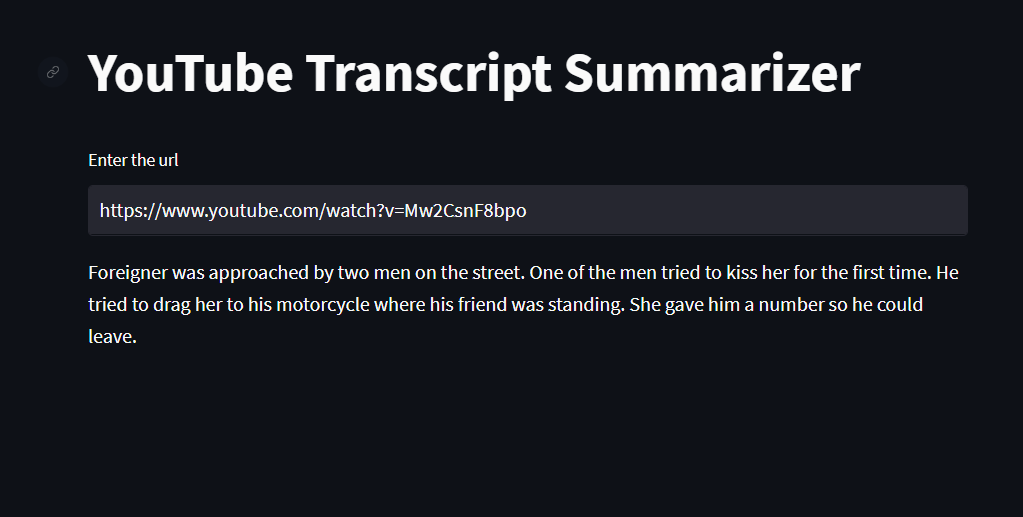 YouTube Transcript Summarizer
Enter the url
https://www.youtube.com/watch?v=Mw2CsnF8bpo
Foreigner was approached by two men on the street. One of the men tried to kiss her for the first time. He
tried to drag her to his motorcycle where his friend was standing. She gave him a number so he could
leave.